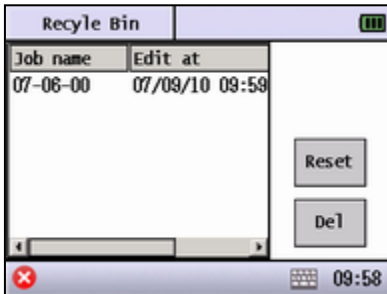 Recyle Bin
Job name Edit at
07-06-00 07/09/10 09:59
Reset
Del
09:58